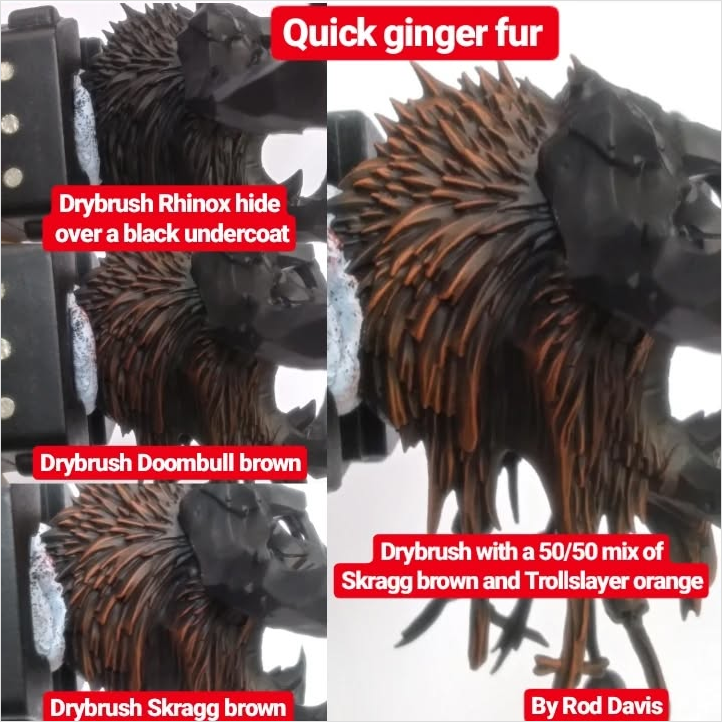 Quick ginger fur
Drybrush Rhinox hide
over a black undercoat
Drybrush Doombull brown
Drybrush Skragg brown
Drybrush with a 50/50 mix of
Skragg brown and Trollslayer orange
By Rod Davis